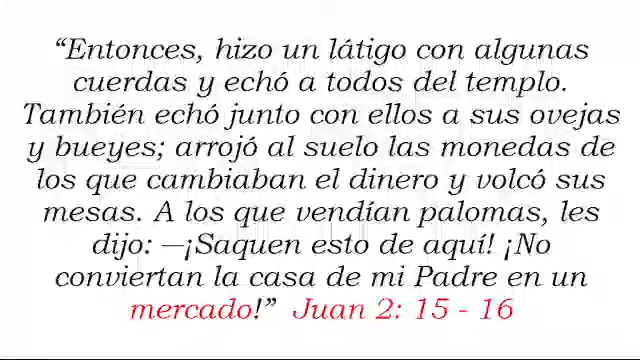 “Entonces, hizo un látigo con algunas
cuerdas y echó a todos del templo.
También echó junto con ellos a sus ovejas
y bueyes; arrojó al suelo las monedas de
los que cambiaban el dinero y volcó sus
mesas. A los que vendían palomas, les
dijo: —¡Saquen esto de aquí! ¡No
conviertan la casa de mi Padre en un
mercado!” Juan 2: 15 - 16